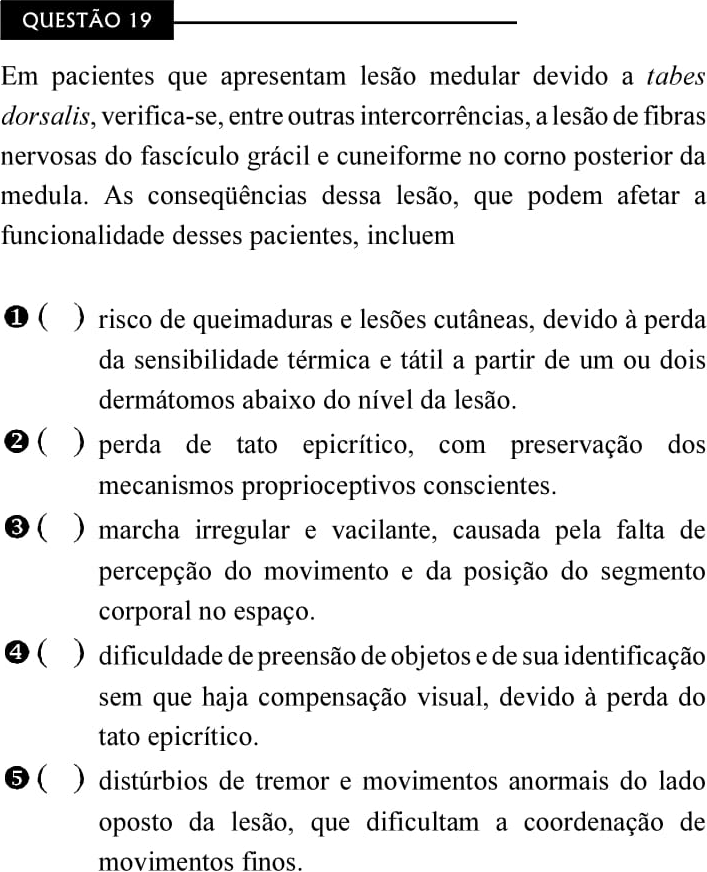 QUESTÃO 19
Em pacientes que apresentam lesão medular devido a tabes
dorsalis, verifica-se, entre outras intercorrências, a lesão de fibras
nervosas do fascículo grácil e cuneiforme no corno posterior da
medula. As conseqüências dessa lesão, que podem afetar a
funcionalidade desses pacientes, incluem
❶ ( ) risco de queimaduras e lesões cutâneas, devido à perda
da sensibilidade térmica e tátil a partir de um ou dois
dermátomos abaixo do nível da lesão.
❷ ( ) perda de tato epicrítico, com preservação dos
mecanismos proprioceptivos conscientes.
❸ ( ) marcha irregular e vacilante, causada pela falta de
percepção do movimento e da posição do segmento
corporal no espaço.
❹ ( ) dificuldade de preensão de objetos e de sua identificação
sem que haja compensação visual, devido à perda do
tato epicrítico.
❺ ( ) distúrbios de tremor e movimentos anormais do lado
oposto da lesão, que dificultam a coordenação de
movimentos finos.